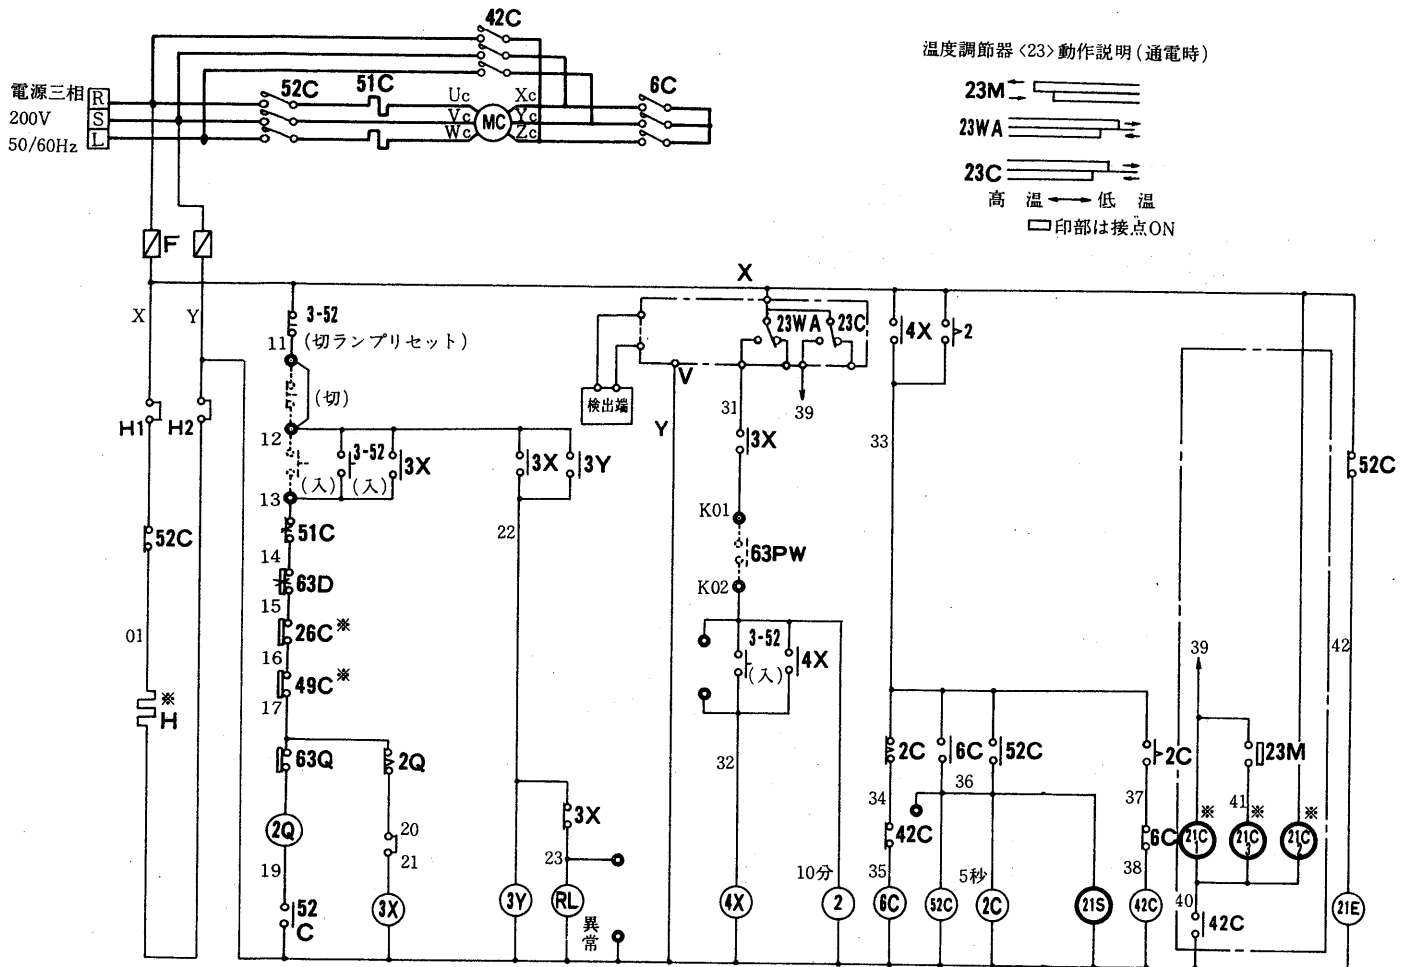 42C
温度調節器<23>動作説明(通電時)
電源三相
200V
50/60Hz
R
S
L
52C
51C
Uc
Vc
Wc
MC
Xc
Yc
Zc
6C
23M
23WA
23C
高 温 低 温
印部は接点ON
F
X
X
Y
3-52
(切ランプリセット)
11
(切)
12
23WA
23C
4X
2
検出端
V
Y
31
39
H1
H2
3-52
(入)
(入)
3X
3X
3Y
3X
33
13
52C
51C
14
22
K01
52C
63D
15
63PW
K02
01
26C※
16
3-52
(入)
4X
39
42
49C※
17
※
H
63Q
2Q
32
2C
6C
52C
2C
23M
36
34
37
41
※
※
※
2Q
20
3X
42C
6C
21C
21C
2
21C
2
19
21
23
10分
35
5秒
38
52
C
3X
3Y
RL
異常
4X
2
6C
52C
2C
21S
42C
40
42C
21E